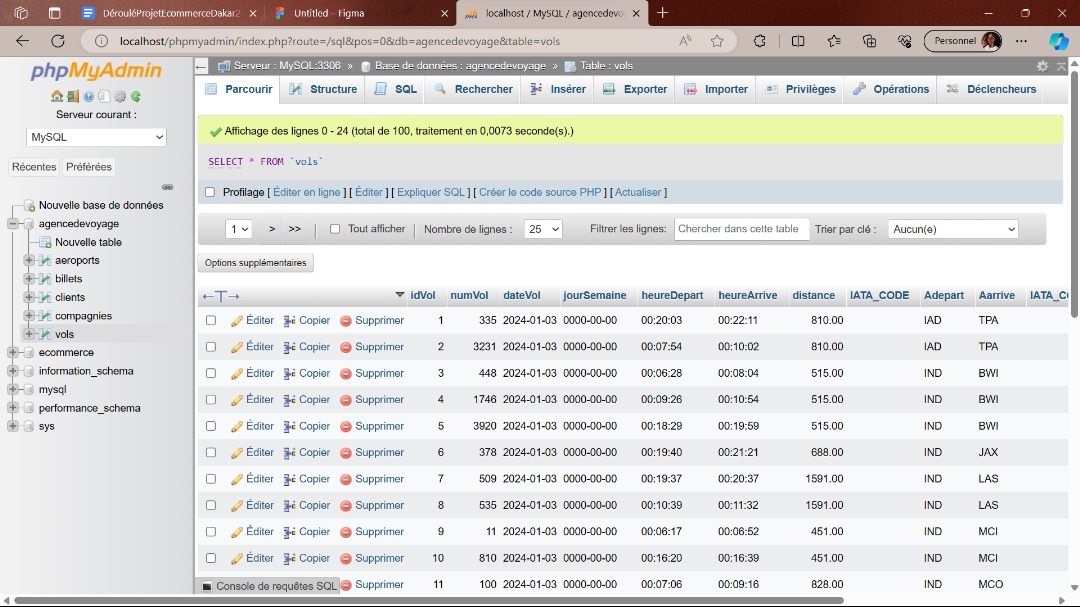 DérouléProjetEcommerceDakar2
Untitled – Figma
localhost / MySQL / agencedevo
localhost/phpmyadmin/index.php?route=/sql&pos=0&db=agencedevoyage&table=vols
Personnel
phpMyAdmin
Serveur courant :
MySQL
Récentes Préférées
Nouvelle base de données
agencedevoyage
Nouvelle table
aeroports
billets
clients
compagnies
vols
ecommerce
information_schema
mysql
performance_schema
sys
Serveur : MySQL:3306 » Base de données : agencedevoyage » Table : vols
Parcourir Structure SQL Rechercher Insérer Exporter Importer Privilèges Opérations Déclencheurs
Affichage des lignes 0 - 24 (total de 100, traitement en 0,0073 seconde(s).)
SELECT * FROM `vols`
Profilage [ Éditer en ligne ] [ Éditer ] [ Expliquer SQL ] [ Créer le code source PHP ] [ Actualiser ]
1 > >> Tout afficher Nombre de lignes : 25 Filtrer les lignes: Chercher dans cette table Trier par clé : Aucun(e)
Options supplémentaires
←T→ idVol numVol dateVol jourSemaine heureDepart heureArrive distance IATA_CODE Adepart Aarrive IATA_C
Éditer Copier Supprimer 1 335 2024-01-03 0000-00-00 00:20:03 00:22:11 810.00 IAD TPA
Éditer Copier Supprimer 2 3231 2024-01-03 0000-00-00 00:07:54 00:10:02 810.00 IAD TPA
Éditer Copier Supprimer 3 448 2024-01-03 0000-00-00 00:06:28 00:08:04 515.00 IND BWI
Éditer Copier Supprimer 4 1746 2024-01-03 0000-00-00 00:09:26 00:10:54 515.00 IND BWI
Éditer Copier Supprimer 5 3920 2024-01-03 0000-00-00 00:18:29 00:19:59 515.00 IND BWI
Éditer Copier Supprimer 6 378 2024-01-03 0000-00-00 00:19:40 00:21:21 688.00 IND JAX
Éditer Copier Supprimer 7 509 2024-01-03 0000-00-00 00:19:37 00:20:37 1591.00 IND LAS
Éditer Copier Supprimer 8 535 2024-01-03 0000-00-00 00:10:39 00:11:32 1591.00 IND LAS
Éditer Copier Supprimer 9 11 2024-01-03 0000-00-00 00:06:17 00:06:52 451.00 IND MCI
Éditer Copier Supprimer 10 810 2024-01-03 0000-00-00 00:16:20 00:16:39 451.00 IND MCI
Console de requêtes SQL Supprimer 11 100 2024-01-03 0000-00-00 00:07:06 00:09:16 828.00 IND MCO